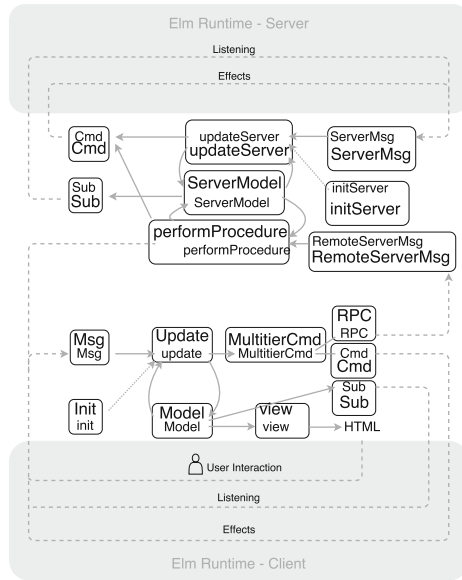 Elm Runtime - Server
Listening
Effects
Cmd
Cmd
updateServer
updateServer
ServerMsg
ServerMsg
Sub
Sub
ServerModel
ServerModel
initServer
initServer
performProcedure
performProcedure
RemoteServerMsg
RemoteServerMsg
Msg
Msg
Update
update
MultitierCmd
MultitierCmd
RPC
RPC
Cmd
Cmd
Sub
Sub
Init
init
Model
Model
view
view
HTML
User Interaction
Listening
Effects
Elm Runtime - Client